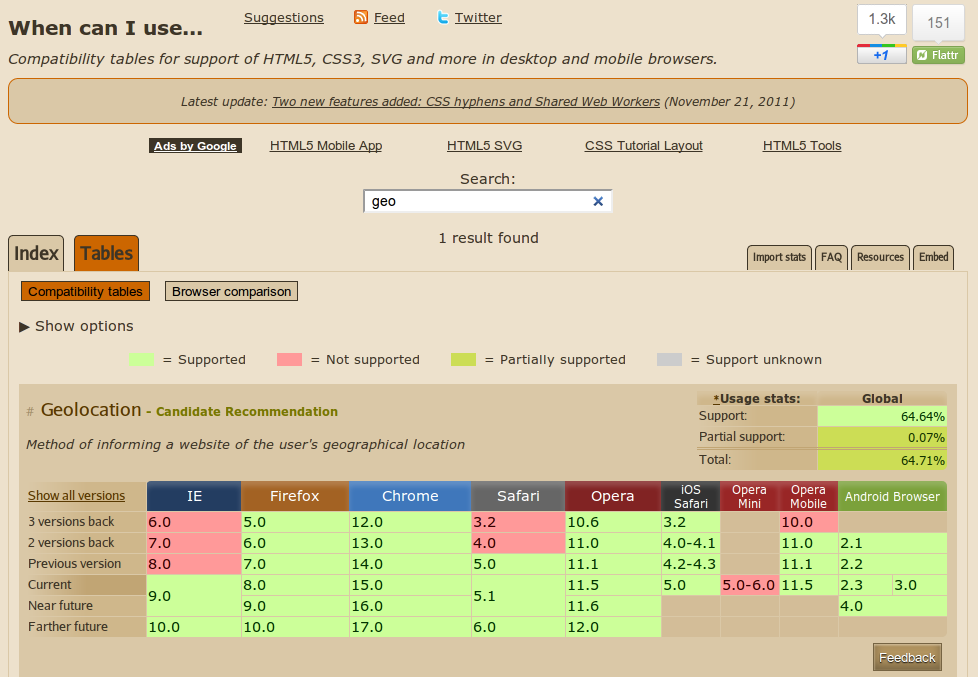 When can I use...
Suggestions Feed Twitter
1.3k 151
+1 Flattr
Compatibility tables for support of HTML5, CSS3, SVG and more in desktop and mobile browsers.
Latest update: Two new features added: CSS hyphens and Shared Web Workers (November 21, 2011)
Ads by Google HTML5 Mobile App HTML5 SVG CSS Tutorial Layout HTML5 Tools
Search:
geo
1 result found
Index Tables Import stats FAQ Resources Embed
Compatibility tables Browser comparison
▶ Show options
= Supported = Not supported = Partially supported = Support unknown
# Geolocation - Candidate Recommendation
Method of informing a website of the user's geographical location
*Usage stats: Global
Support: 64.64%
Partial support: 0.07%
Total: 64.71%
Show all versions IE Firefox Chrome Safari Opera iOS Safari Opera Mini Opera Mobile Android Browser
3 versions back 6.0 5.0 12.0 3.2 10.6 3.2 10.0
2 versions back 7.0 6.0 13.0 4.0 11.0 4.0-4.1 11.0 2.1
Previous version 8.0 7.0 14.0 5.0 11.1 4.2-4.3 11.1 2.2
Current 9.0 8.0 15.0 5.1 11.5 5.0 5.0-6.0 11.5 2.3 3.0
Near future 9.0 16.0 11.6 4.0
Farther future 10.0 10.0 17.0 6.0 12.0
Feedback